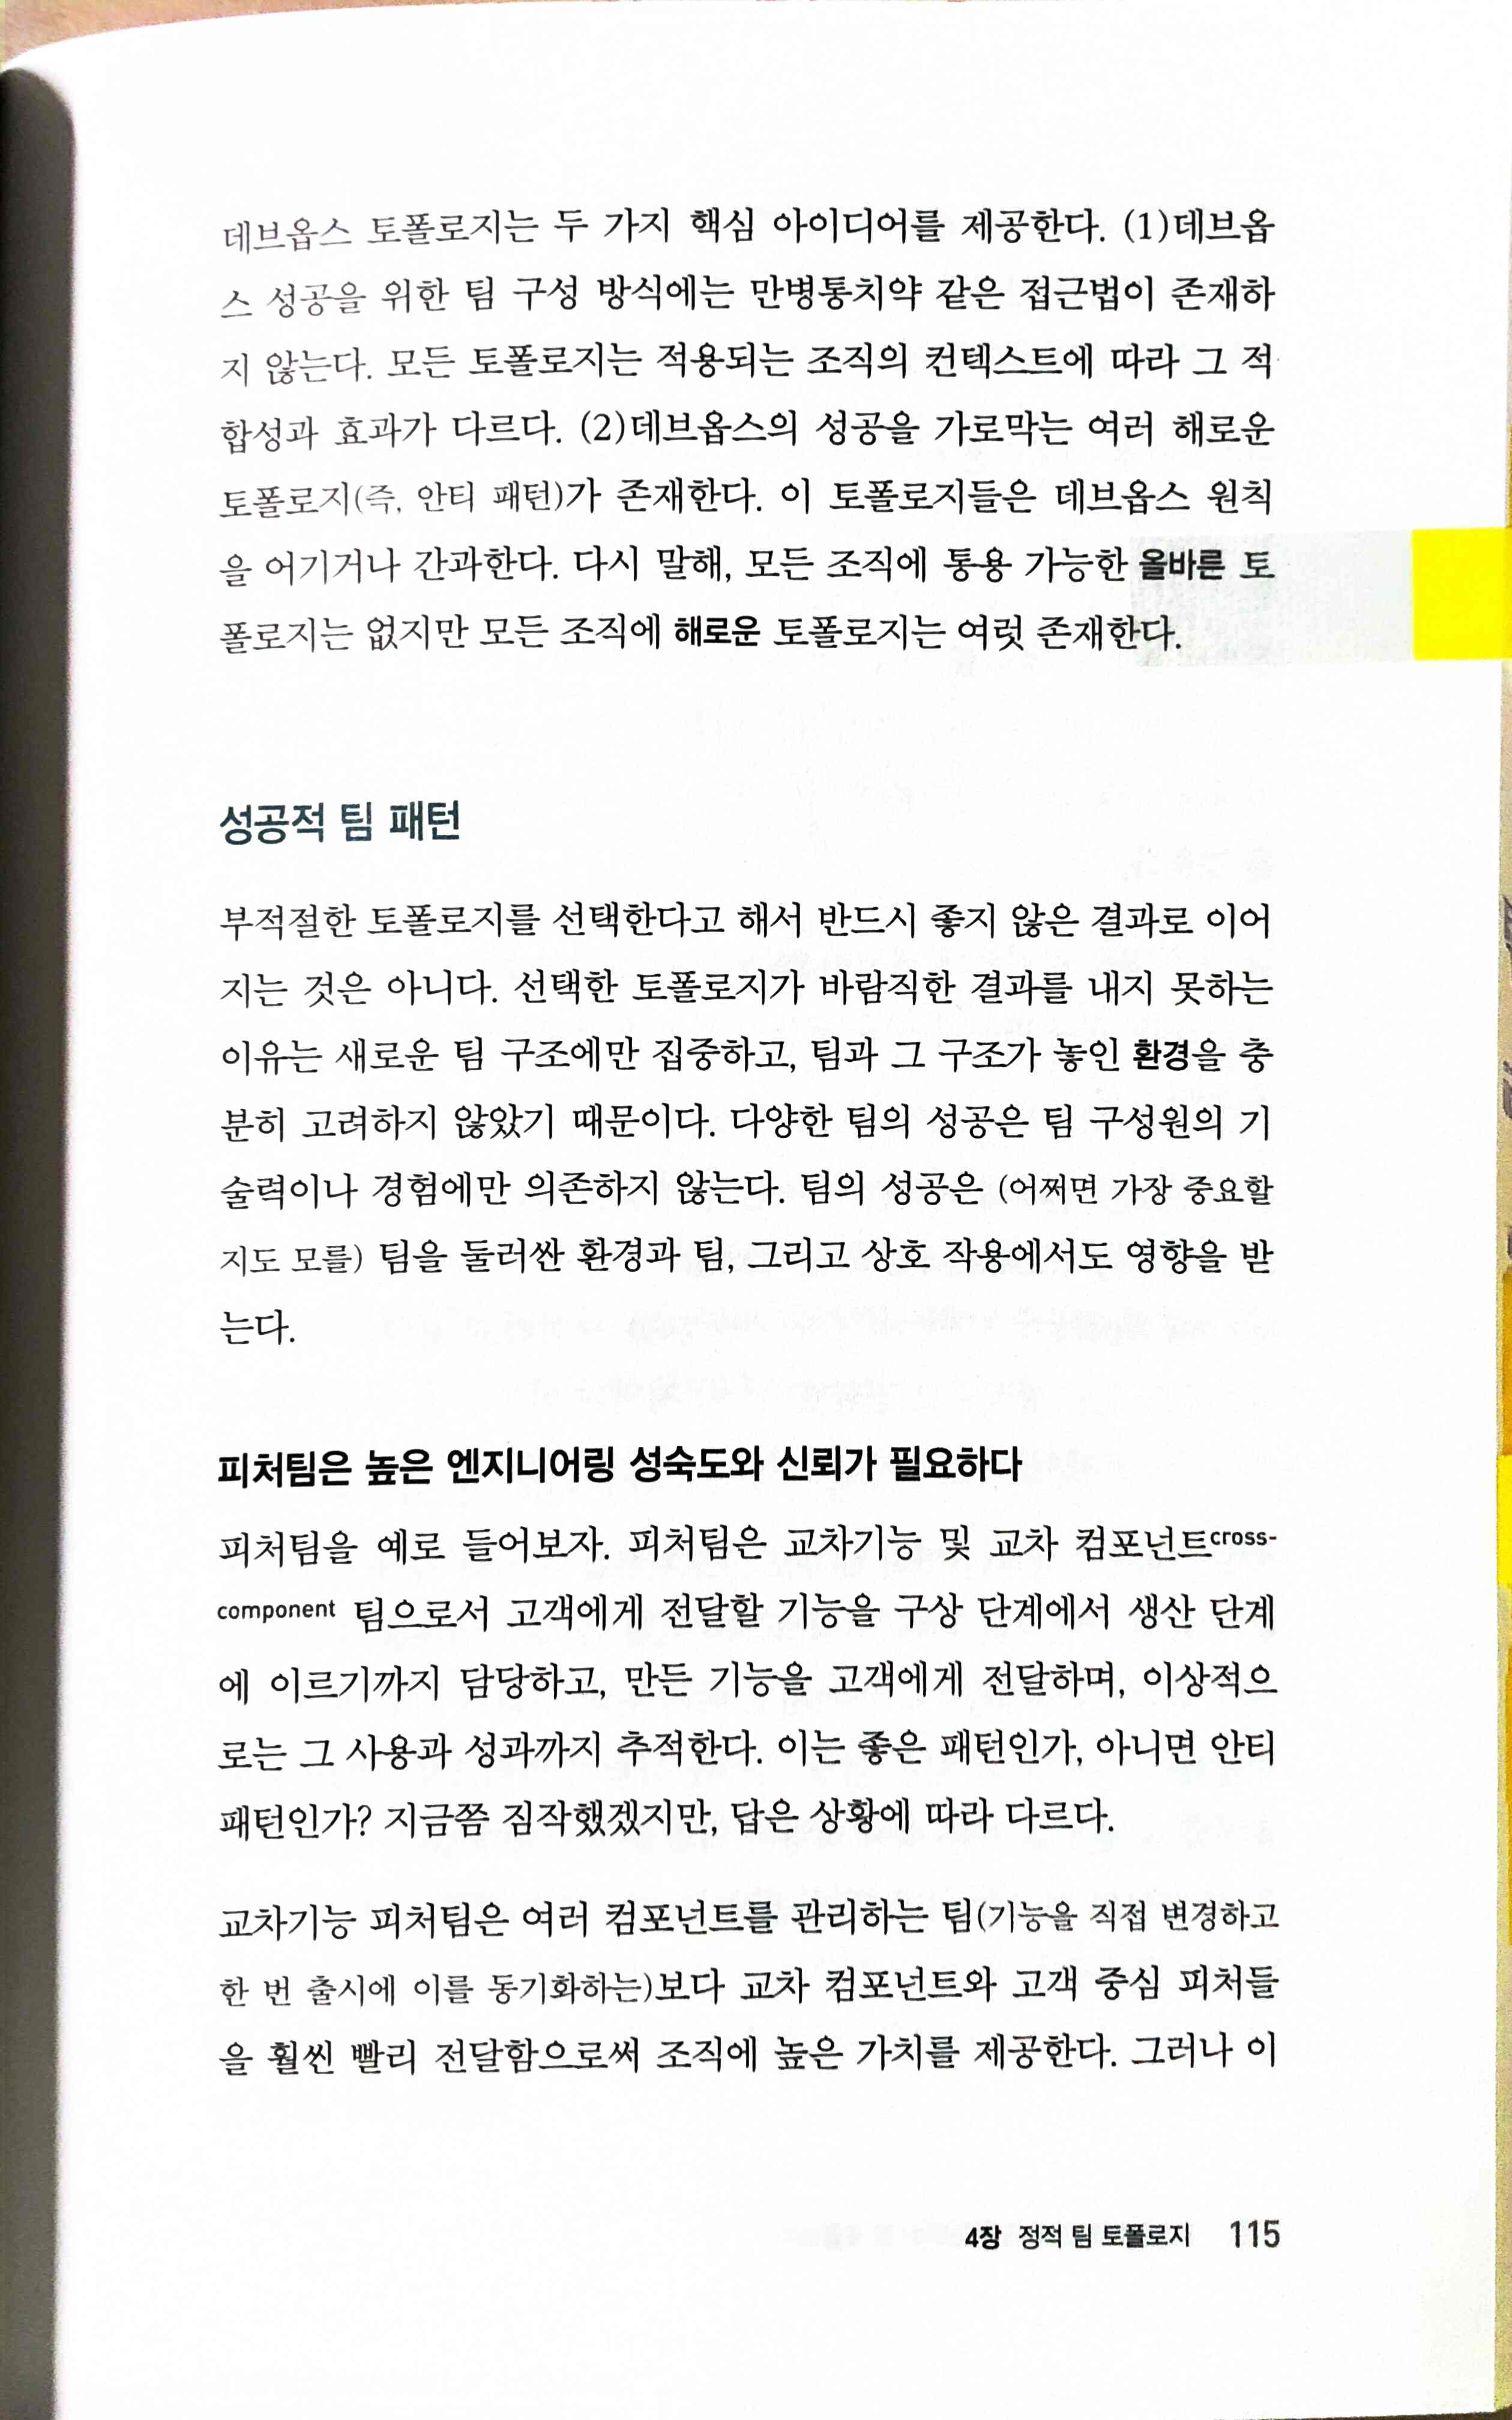 데브옵스 토폴로지는 두 가지 핵심 아이디어를 제공한다. (1)데브옵
스 성공을 위한 팀 구성 방식에는 만병통치약 같은 접근법이 존재하
지 않는다. 모든 토폴로지는 적용되는 조직의 컨텍스트에 따라 그 적
합성과 효과가 다르다. (2)데브옵스의 성공을 가로막는 여러 해로운
토폴로지(즉, 안티 패턴)가 존재한다. 이 토폴로지들은 데브옵스 원칙
을 어기거나 간과한다. 다시 말해, 모든 조직에 통용 가능한 올바른 토
폴로지는 없지만 모든 조직에 해로운 토폴로지는 여럿 존재한다.
성공적 팀 패턴
부적절한 토폴로지를 선택한다고 해서 반드시 좋지 않은 결과로 이어
지는 것은 아니다. 선택한 토폴로지가 바람직한 결과를 내지 못하는
이유는 새로운 팀 구조에만 집중하고, 팀과 그 구조가 놓인 환경을 충
분히 고려하지 않았기 때문이다. 다양한 팀의 성공은 팀 구성원의 기
술력이나 경험에만 의존하지 않는다. 팀의 성공은 (어쩌면 가장 중요할
지도 모를) 팀을 둘러싼 환경과 팀, 그리고 상호 작용에서도 영향을 받
는다.
피처팀은 높은 엔지니어링 성숙도와 신뢰가 필요하다
피처팀을 예로 들어보자. 피처팀은 교차기능 및 교차 컴포넌트cross-
component 팀으로서 고객에게 전달할 기능을 구상 단계에서 생산 단계
에 이르기까지 담당하고, 만든 기능을 고객에게 전달하며, 이상적으
로는 그 사용과 성과까지 추적한다. 이는 좋은 패턴인가, 아니면 안티
패턴인가? 지금쯤 짐작했겠지만, 답은 상황에 따라 다르다.
교차기능 피처팀은 여러 컴포넌트를 관리하는 팀(기능을 직접 변경하고
한 번 출시에 이를 동기화하는)보다 교차 컴포넌트와 고객 중심 피처들
을 훨씬 빨리 전달함으로써 조직에 높은 가치를 제공한다. 그러나 이
4장 정적 팀 토폴로지 115